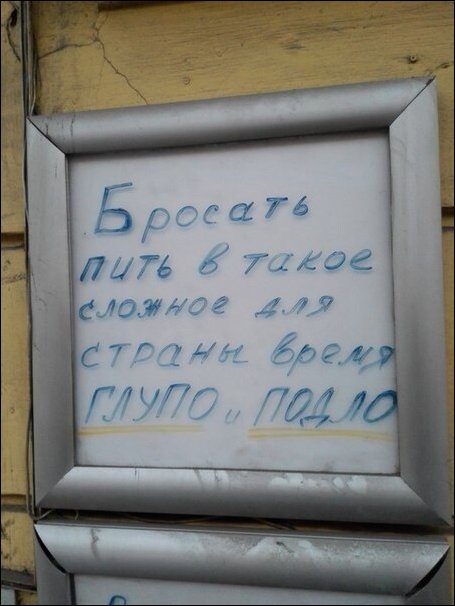 Бросать
пить в такое
сложное для
страны время
ГЛУПО и ПОДЛО